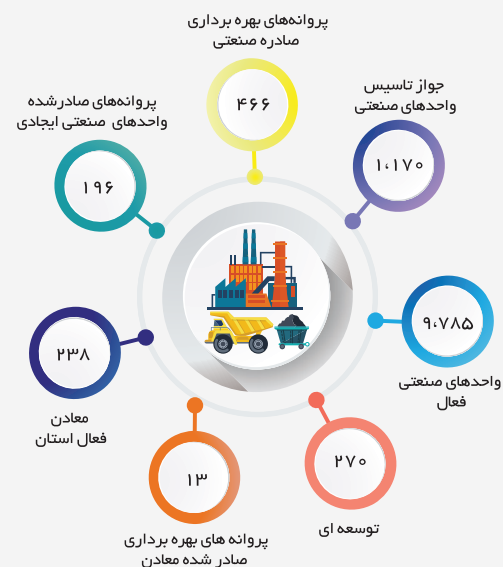 پروانه‌های بهره برداری
صادره صنعتی
۴۶۶
جواز تاسیس
واحدهای صنعتی
۱،۱۷۰
پروانه‌های صادرشده
واحدهای صنعتی ایجادی
۱۹۶
۹،۷۸۵
واحدهای صنعتی
فعال
۲۳۸
معادن
فعال استان
۲۷۰
توسعه ای
۱۳
پروانه های بهره برداری
صادر شده معادن